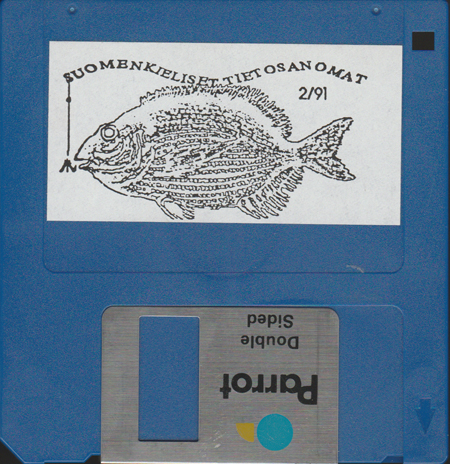 SUOMENKIELISET TIETOSANOMAT
2/91
Double
Sided
Parrot